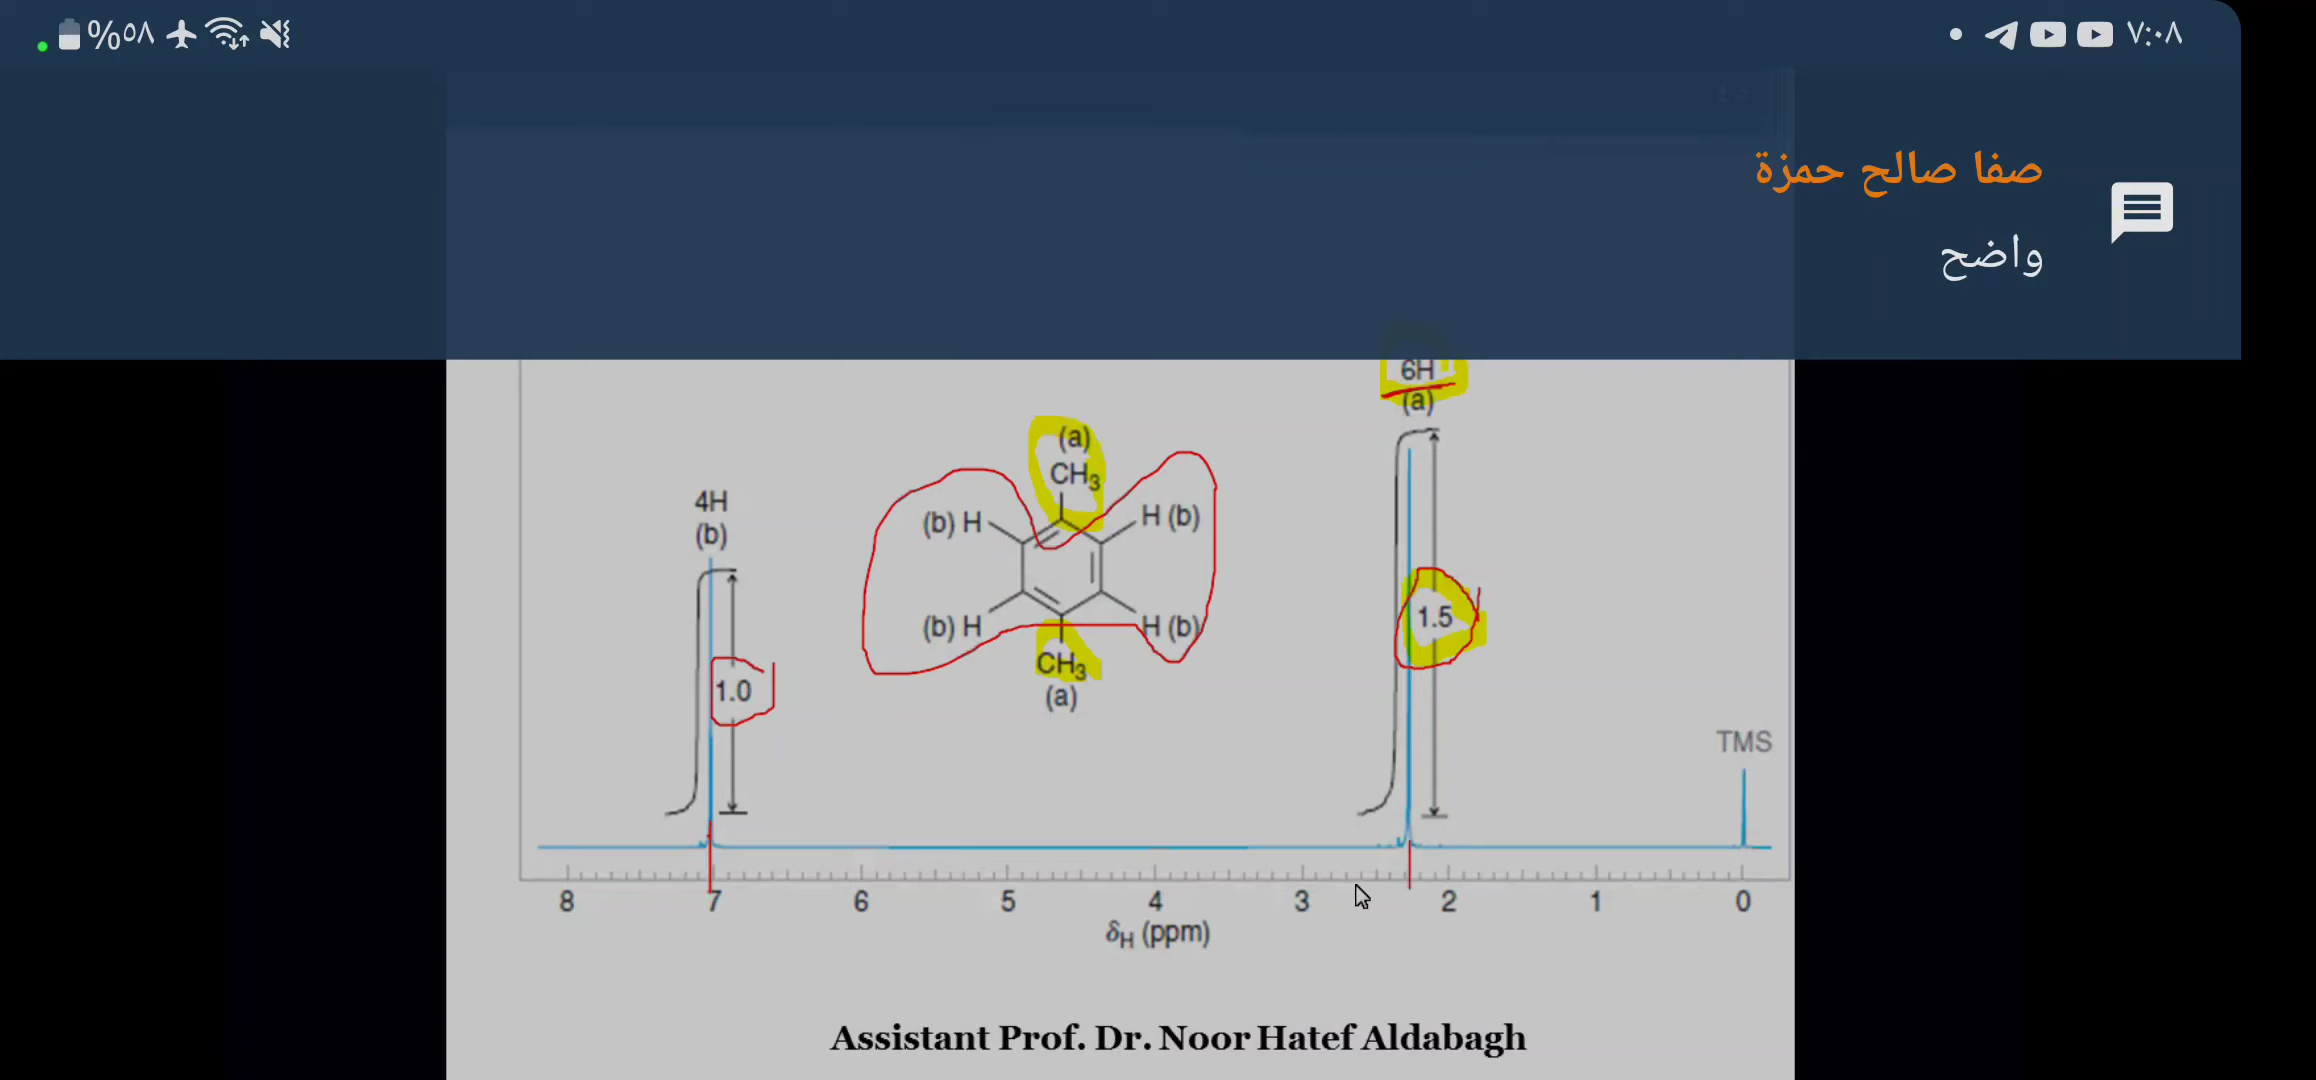 %٥٨
٧:٠٨
صفا صالح حمزة
واضح
6H
(a)
(a)
CH3
4H
(b)
(b) H
H (b)
(b) H
H (b)
CH3
(a)
1.0
1.5
TMS
8 7 6 5 4 3 2 1 0
δH (ppm)
Assistant Prof. Dr. Noor Hatef Aldabagh